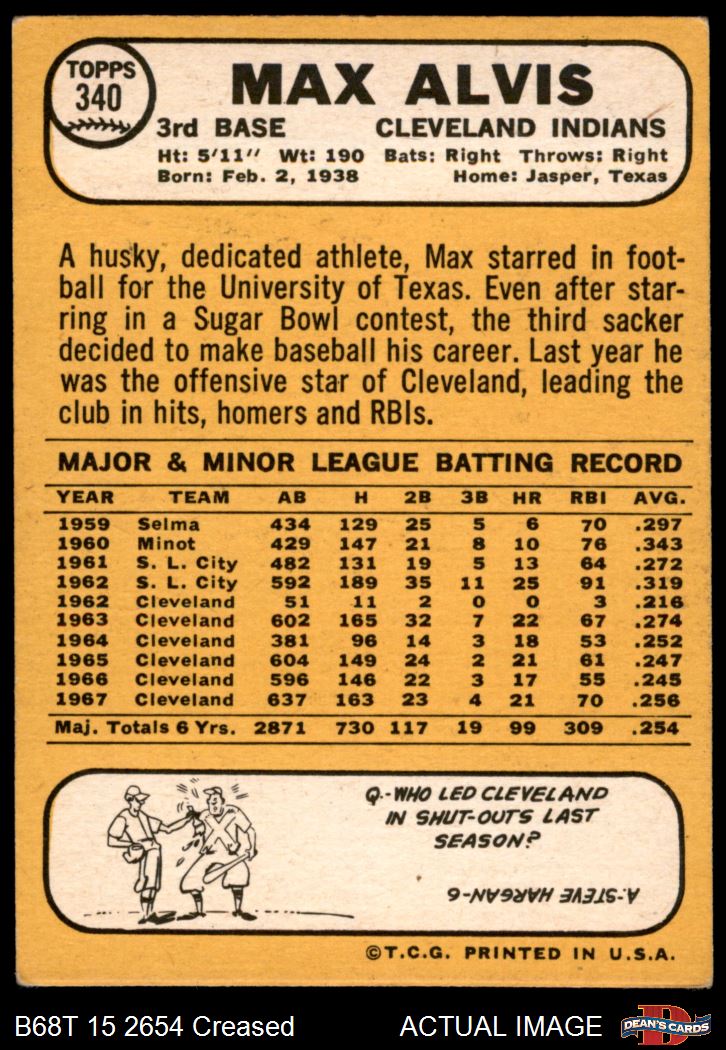 TOPPS
340
MAX ALVIS
3rd BASE CLEVELAND INDIANS
Ht: 5'11" Wt: 190 Bats: Right Throws: Right
Born: Feb. 2, 1938 Home: Jasper, Texas
A husky, dedicated athlete, Max starred in foot-
ball for the University of Texas. Even after star-
ring in a Sugar Bowl contest, the third sacker
decided to make baseball his career. Last year he
was the offensive star of Cleveland, leading the
club in hits, homers and RBIs.
MAJOR & MINOR LEAGUE BATTING RECORD
YEAR TEAM AB H 2B 3B HR RBI AVG.
1959 Selma 434 129 25 5 6 70 .297
1960 Minot 429 147 21 8 10 76 .343
1961 S. L. City 482 131 19 5 13 64 .272
1962 S. L. City 592 189 35 11 25 91 .319
1962 Cleveland 51 11 2 0 0 3 .216
1963 Cleveland 602 165 32 7 22 67 .274
1964 Cleveland 381 96 14 3 18 53 .252
1965 Cleveland 604 149 24 2 21 61 .247
1966 Cleveland 596 146 22 3 17 55 .245
1967 Cleveland 637 163 23 4 21 70 .256
Maj. Totals 6 Yrs. 2871 730 117 19 99 309 .254
Q.-WHO LED CLEVELAND
IN SHUT-OUTS LAST
SEASON?
A.-STEVE HARGAN-6
©T.C.G. PRINTED IN U.S.A.
B68T 15 2654 Creased ACTUAL IMAGE
DEAN'S CARDS